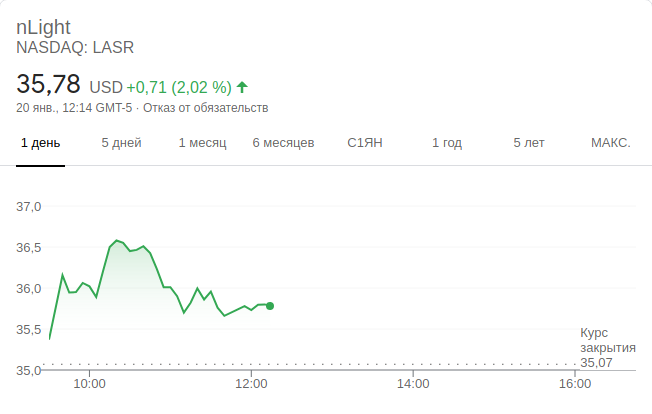 nLight
NASDAQ: LASR
35,78 USD +0,71 (2,02 %)
20 янв., 12:14 GMT-5 · Отказ от обязательств
1 день 5 дней 1 месяц 6 месяцев С1ЯН 1 год 5 лет МАКС.
37,0
36,5
36,0
35,5
35,0
Курс
закрытия
35,07
10:00 12:00 14:00 16:00